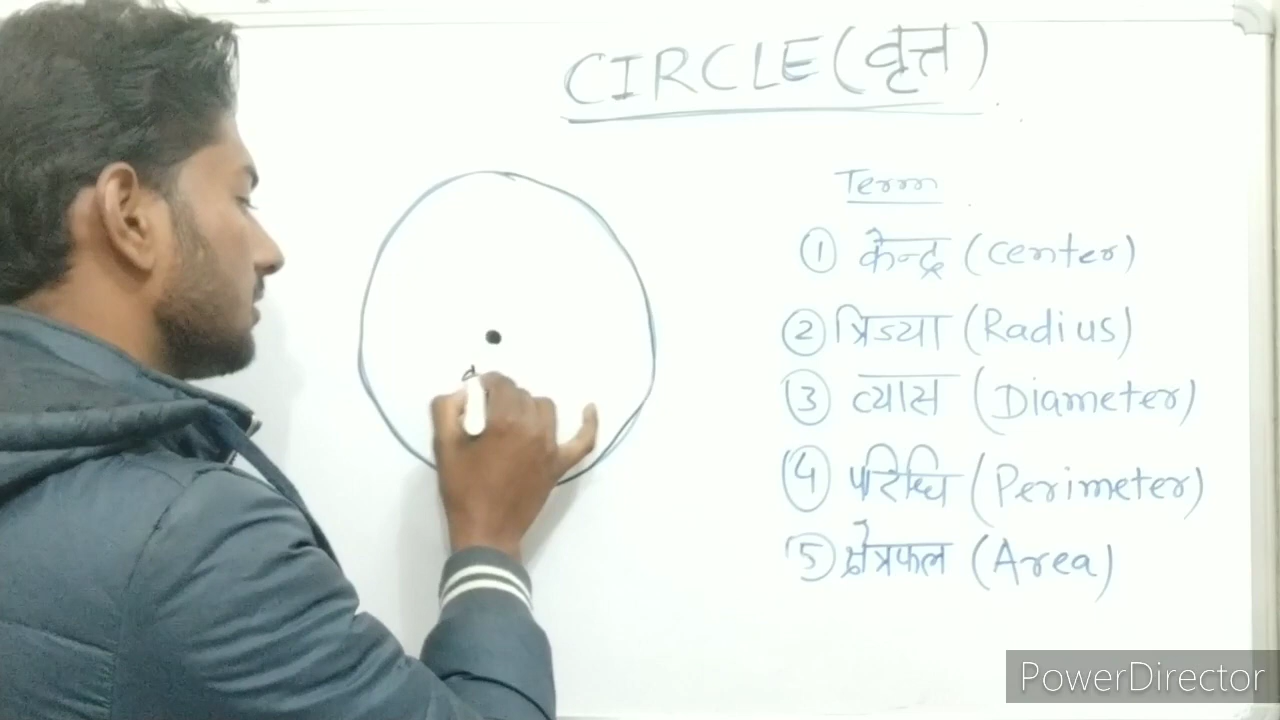 CIRCLE (वृत्त)
Term
① केन्द्र (center)
② त्रिज्या (Radius)
③ व्यास (Diameter)
④ परिधि (Perimeter)
⑤ क्षेत्रफल (Area)
PowerDirector